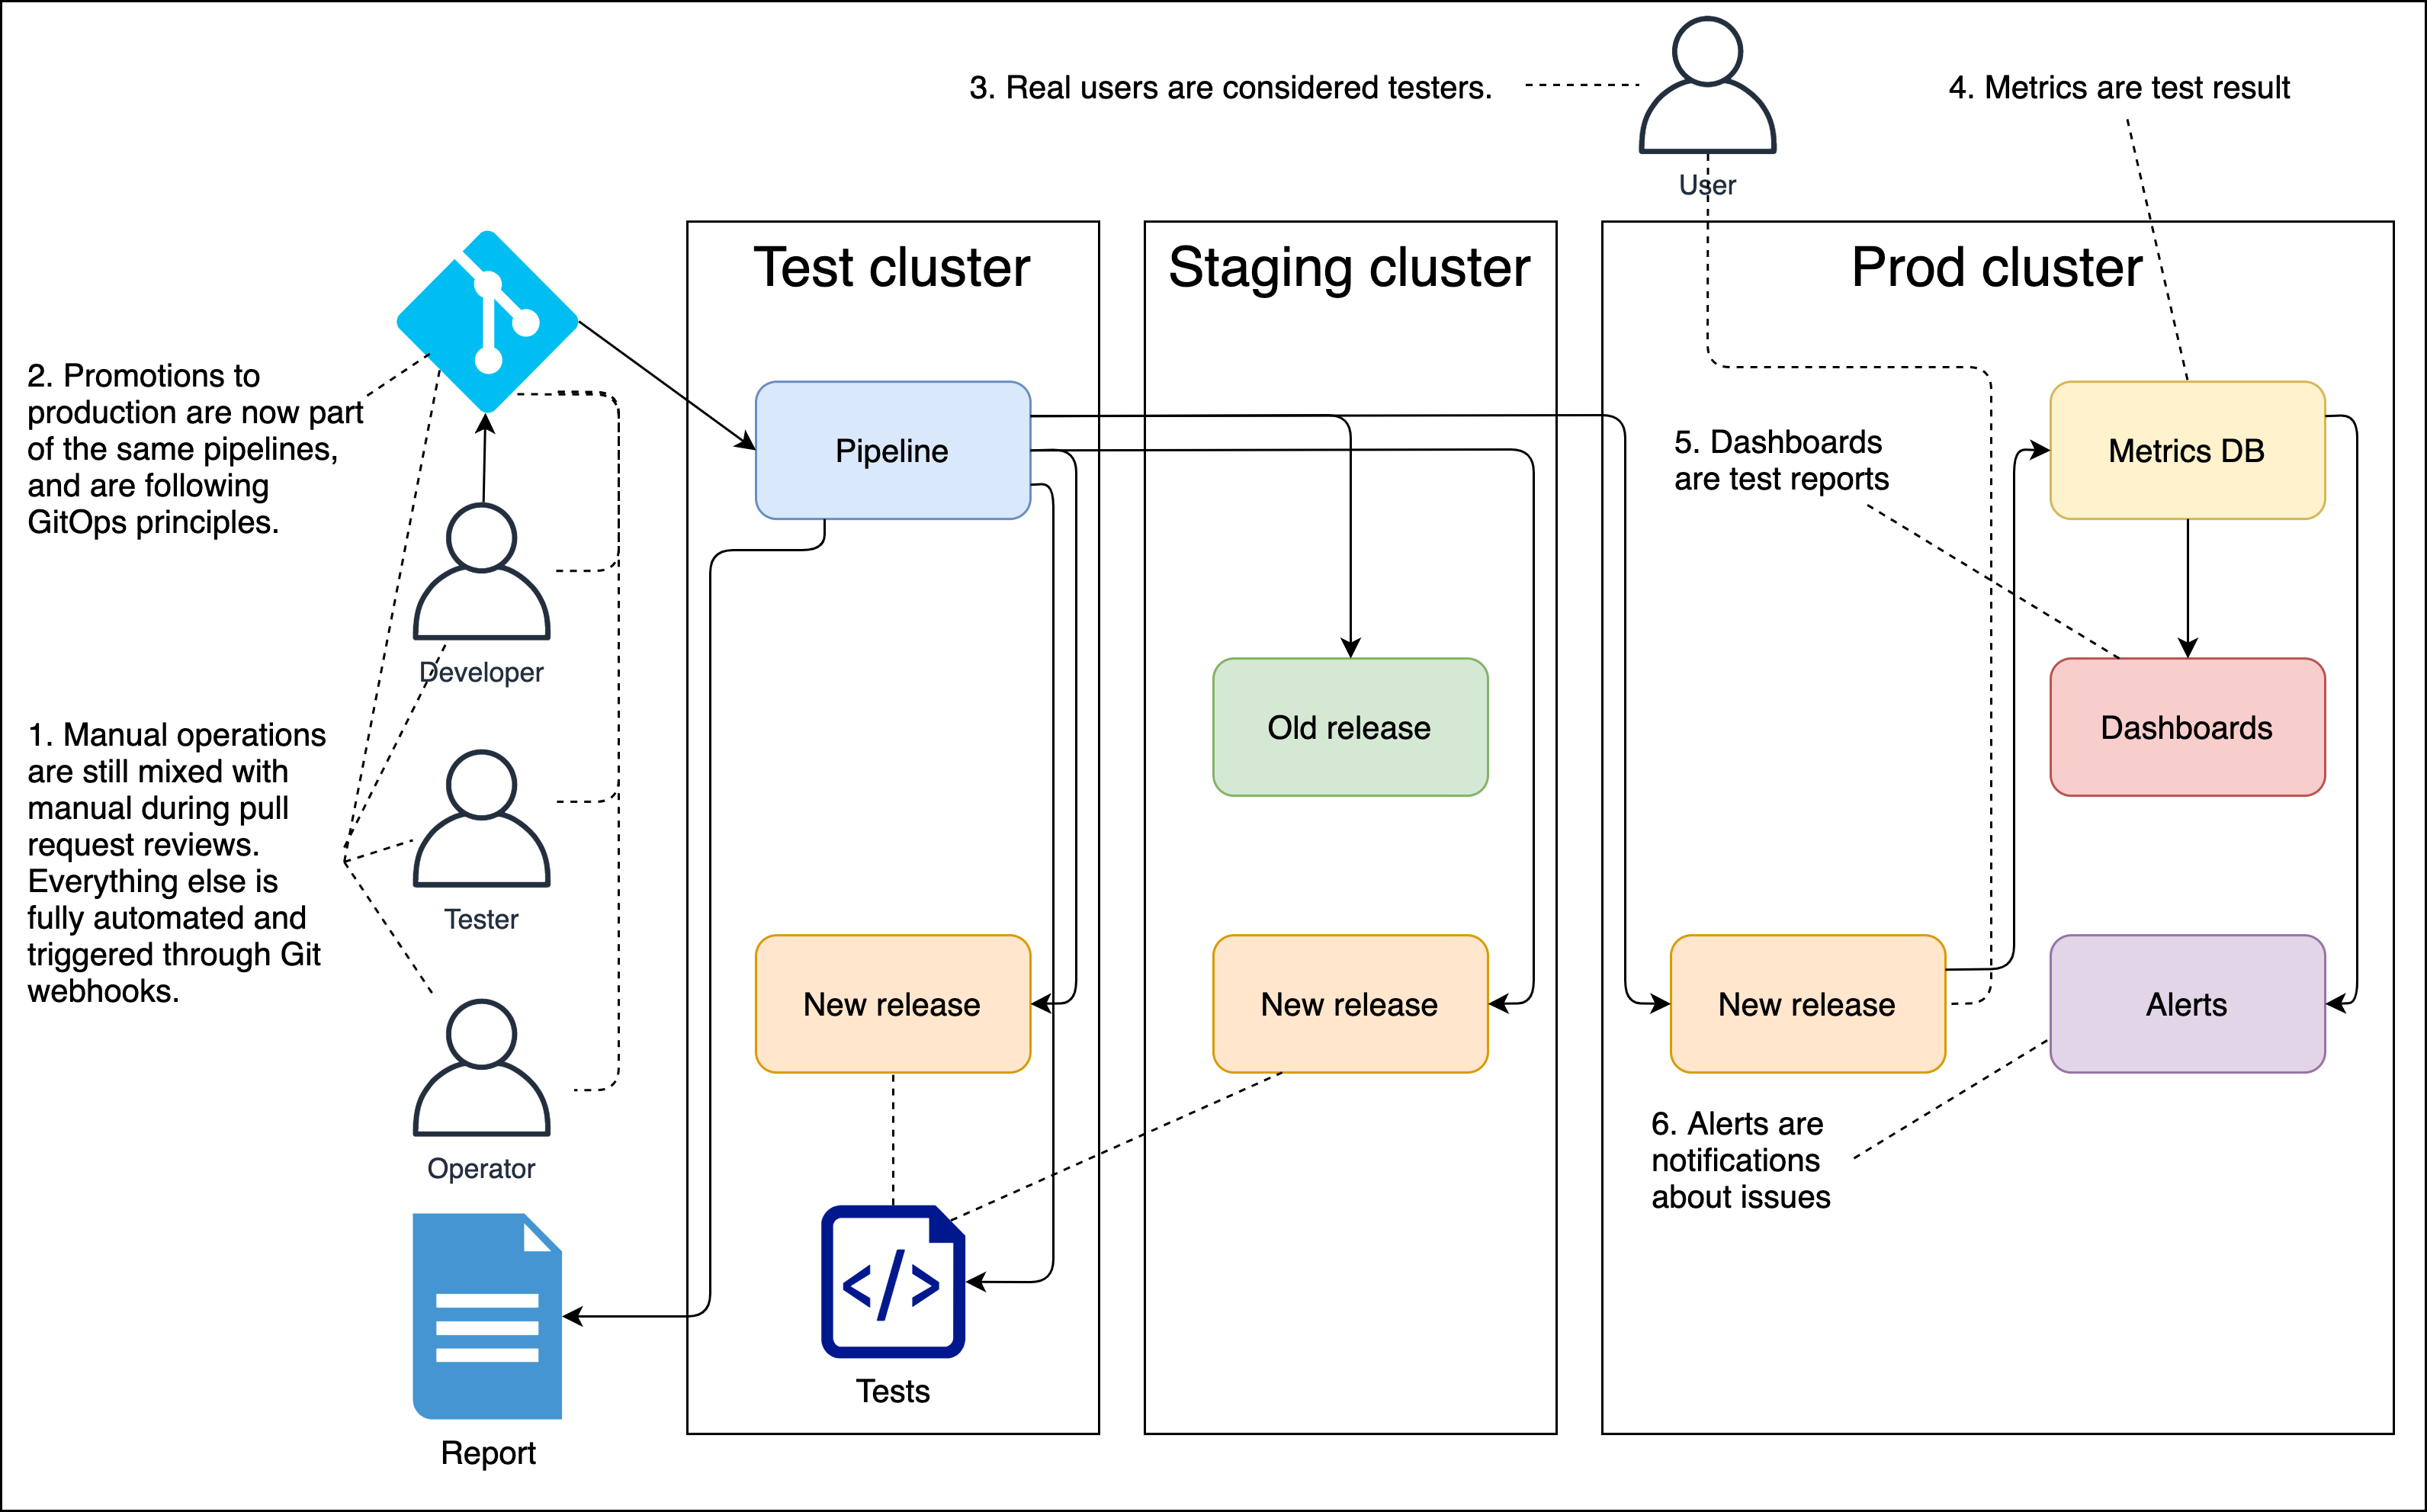 3. Real users are considered testers.
4. Metrics are test result
User
Test cluster
Staging cluster
Prod cluster
2. Promotions to
production are now part
of the same pipelines,
and are following
GitOps principles.
Pipeline
5. Dashboards
are test reports
Metrics DB
Developer
Old release
Dashboards
1. Manual operations
are still mixed with
manual during pull
request reviews.
Everything else is
fully automated and
triggered through Git
webhooks.
Tester
New release
New release
New release
Alerts
Operator
6. Alerts are
notifications
about issues
</>
Tests
Report